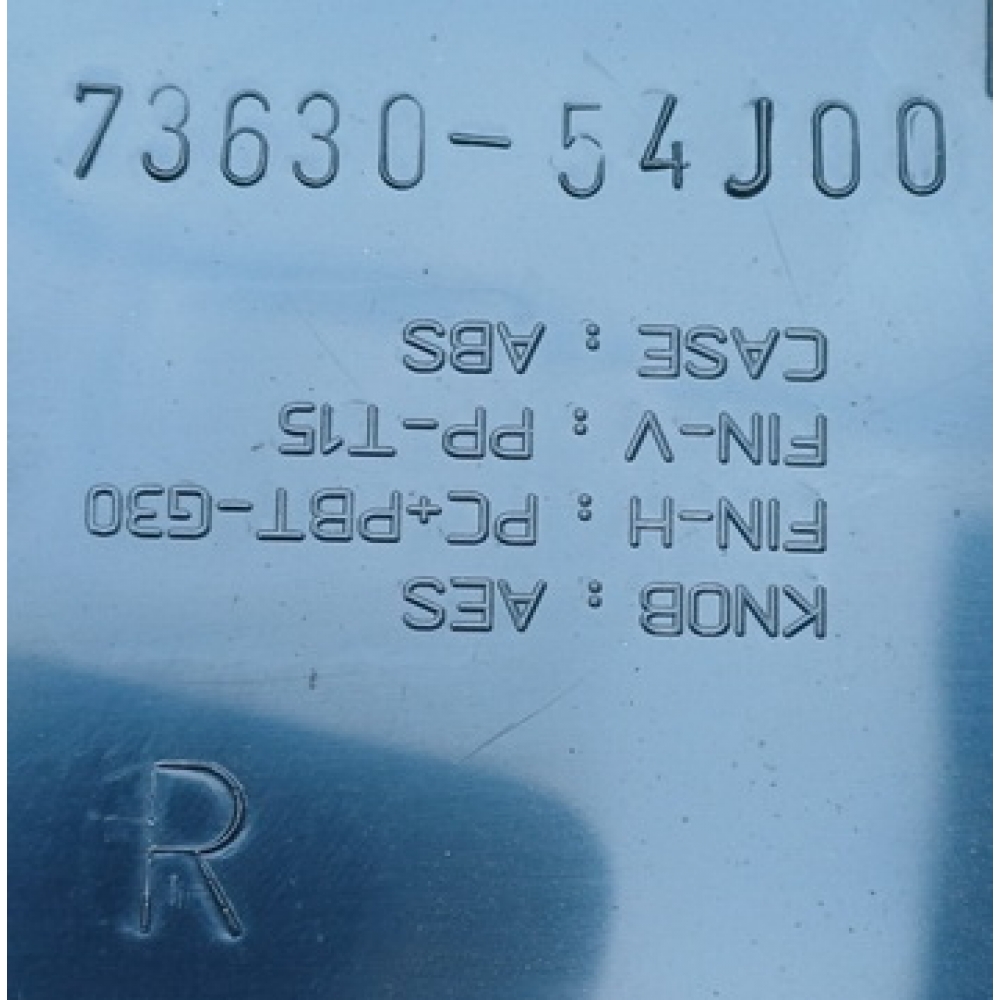 73630-54J00
CASE : ABS
FIN-V : PP-T15
FIN-H : PC+PBT-G30
KNOB : AES
R